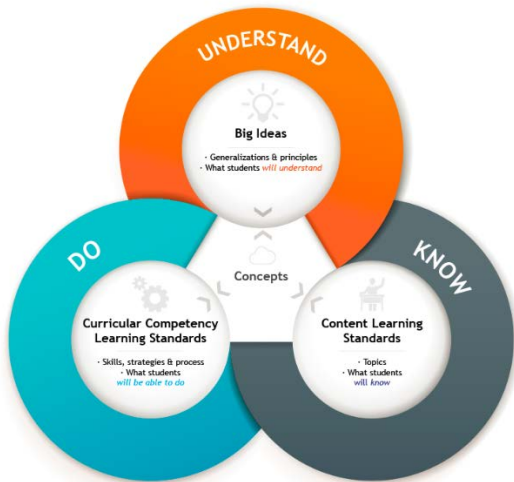 UNDERSTAND
Big Ideas
· Generalizations & principles
· What students will understand
DO
KNOW
Concepts
Curricular Competency
Learning Standards
· Skills, strategies & process
· What students
will be able to do
Content Learning
Standards
· Topics
· What students
will know